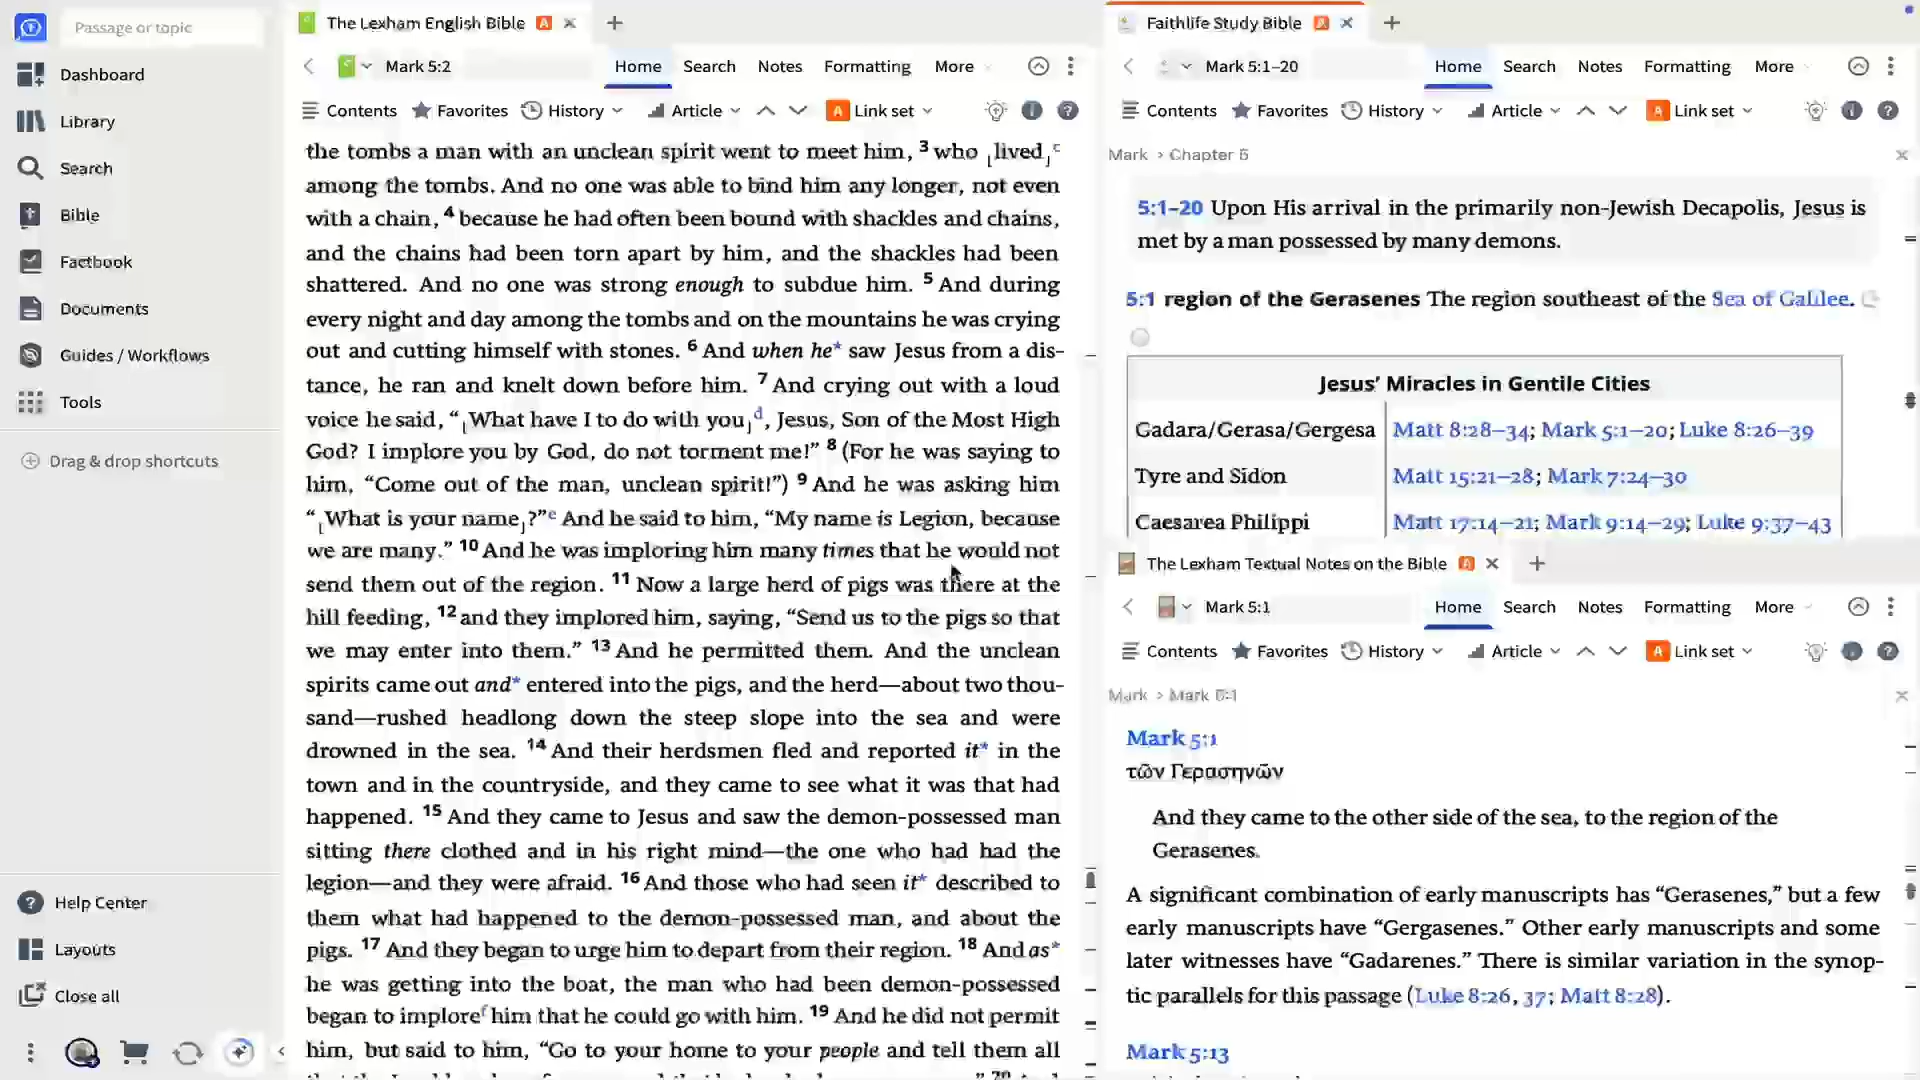 Passage or topic
Dashboard
Library
Search
Bible
Factbook
Documents
Guides / Workflows
Tools
Drag & drop shortcuts
Help Center
Layouts
Close all
The Lexham English Bible A
Mark 5:2
Home Search Notes Formatting More
Contents Favorites History Article A Link set
the tombs a man with an unclean spirit went to meet him, 3 who ⌊lived⌋ c
among the tombs. And no one was able to bind him any longer, not even
with a chain, 4 because he had often been bound with shackles and chains,
and the chains had been torn apart by him, and the shackles had been
shattered. And no one was strong enough to subdue him. 5 And during
every night and day among the tombs and on the mountains he was crying
out and cutting himself with stones. 6 And when he* saw Jesus from a dis-
tance, he ran and knelt down before him. 7 And crying out with a loud
voice he said, “⌊What have I to do with you⌋ d, Jesus, Son of the Most High
God? I implore you by God, do not torment me!” 8 (For he was saying to
him, “Come out of the man, unclean spirit!”) 9 And he was asking him
“⌊What is your name⌋?” e And he said to him, “My name is Legion, because
we are many.” 10 And he was imploring him many times that he would not
send them out of the region. 11 Now a large herd of pigs was there at the
hill feeding, 12 and they implored him, saying, “Send us to the pigs so that
we may enter into them.” 13 And he permitted them. And the unclean
spirits came out and* entered into the pigs, and the herd—about two thou-
sand—rushed headlong down the steep slope into the sea and were
drowned in the sea. 14 And their herdsmen fled and reported it* in the
town and in the countryside, and they came to see what it was that had
happened. 15 And they came to Jesus and saw the demon-possessed man
sitting there clothed and in his right mind—the one who had had the
legion—and they were afraid. 16 And those who had seen it* described to
them what had happened to the demon-possessed man, and about the
pigs. 17 And they began to urge him to depart from their region. 18 And as*
he was getting into the boat, the man who had been demon-possessed
began to implore f him that he could go with him. 19 And he did not permit
him, but said to him, “Go to your home to your people and tell them all
Faithlife Study Bible A
Mark 5:1–20
Home Search Notes Formatting More
Contents Favorites History Article A Link set
Mark > Chapter 5
5:1–20 Upon His arrival in the primarily non-Jewish Decapolis, Jesus is
met by a man possessed by many demons.
5:1 region of the Gerasenes The region southeast of the Sea of Galilee.
Jesus’ Miracles in Gentile Cities
Gadara/Gerasa/Gergesa Matt 8:28–34; Mark 5:1–20; Luke 8:26–39
Tyre and Sidon Matt 15:21–28; Mark 7:24–30
Caesarea Philippi Matt 17:14–21; Mark 9:14–29; Luke 9:37–43
The Lexham Textual Notes on the Bible A
Mark 5:1
Home Search Notes Formatting More
Contents Favorites History Article A Link set
Mark > Mark 5:1
Mark 5:1
τῶν Γερασηνῶν
And they came to the other side of the sea, to the region of the
Gerasenes.
A significant combination of early manuscripts has “Gerasenes,” but a few
early manuscripts have “Gergasenes.” Other early manuscripts and some
later witnesses have “Gadarenes.” There is similar variation in the synop-
tic parallels for this passage (Luke 8:26, 37; Matt 8:28).
Mark 5:13